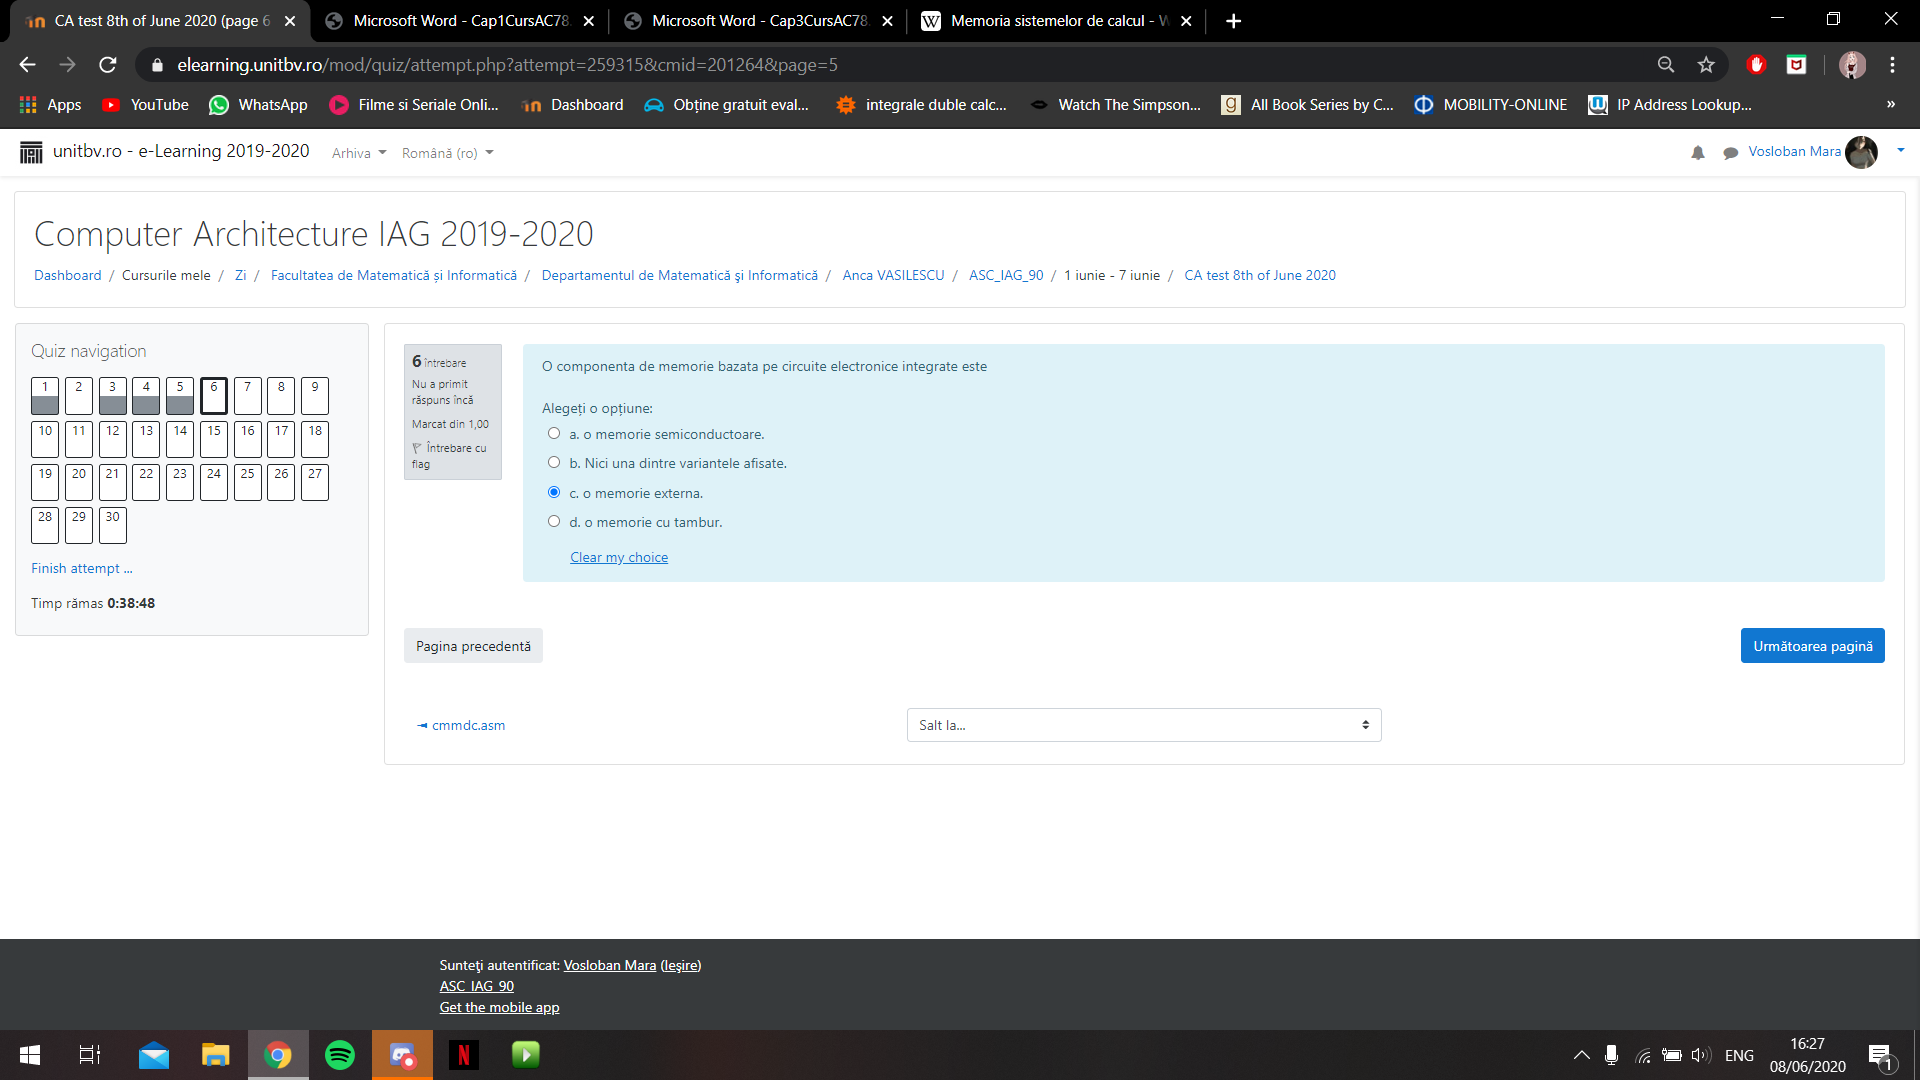 CA test 8th of June 2020 (page 6
Microsoft Word - Cap1CursAC78
Microsoft Word - Cap3CursAC78
Memoria sistemelor de calcul - W
elearning.unitbv.ro/mod/quiz/attempt.php?attempt=259315&cmid=201264&page=5
Apps YouTube WhatsApp Filme si Seriale Onli... Dashboard Obține gratuit eval... integrale duble calc... Watch The Simpson... All Book Series by C... MOBILITY-ONLINE IP Address Lookup... »
unitbv.ro - e-Learning 2019-2020 Arhiva Română (ro) Vosloban Mara
Computer Architecture IAG 2019-2020
Dashboard / Cursurile mele / Zi / Facultatea de Matematică și Informatică / Departamentul de Matematică şi Informatică / Anca VASILESCU / ASC_IAG_90 / 1 iunie - 7 iunie / CA test 8th of June 2020
Quiz navigation
1 2 3 4 5 6 7 8 9
10 11 12 13 14 15 16 17 18
19 20 21 22 23 24 25 26 27
28 29 30
Finish attempt ...
Timp rămas 0:38:48
6 întrebare
Nu a primit
răspuns încă
Marcat din 1,00
Întrebare cu
flag
O componenta de memorie bazata pe circuite electronice integrate este
Alegeți o opțiune:
a. o memorie semiconductoare.
b. Nici una dintre variantele afisate.
c. o memorie externa.
d. o memorie cu tambur.
Clear my choice
Pagina precedentă
Următoarea pagină
◄ cmmdc.asm
Salt la...
Sunteţi autentificat: Vosloban Mara (Ieşire)
ASC_IAG_90
Get the mobile app
ENG
16:27
08/06/2020
1